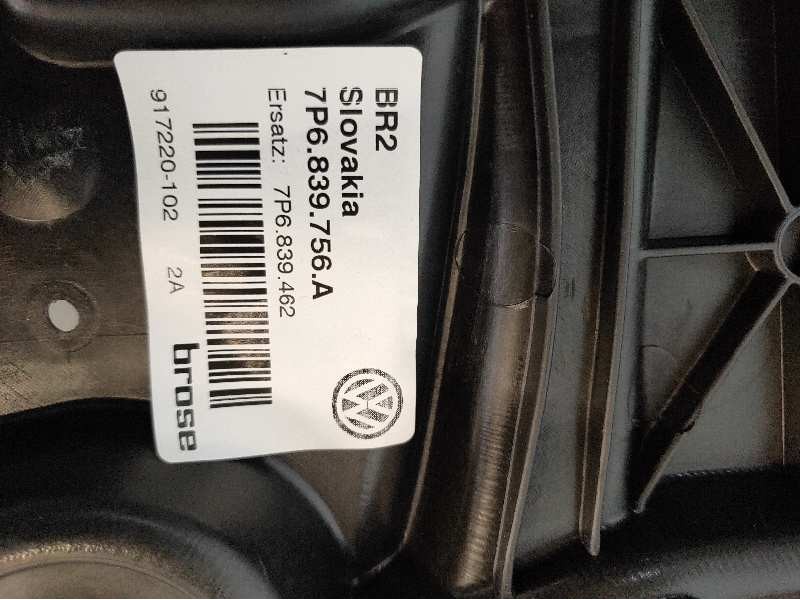 BR2
Slovakia
7P6.839.756.A
Ersatz: 7P6.839.462
917220-102 2A
brose